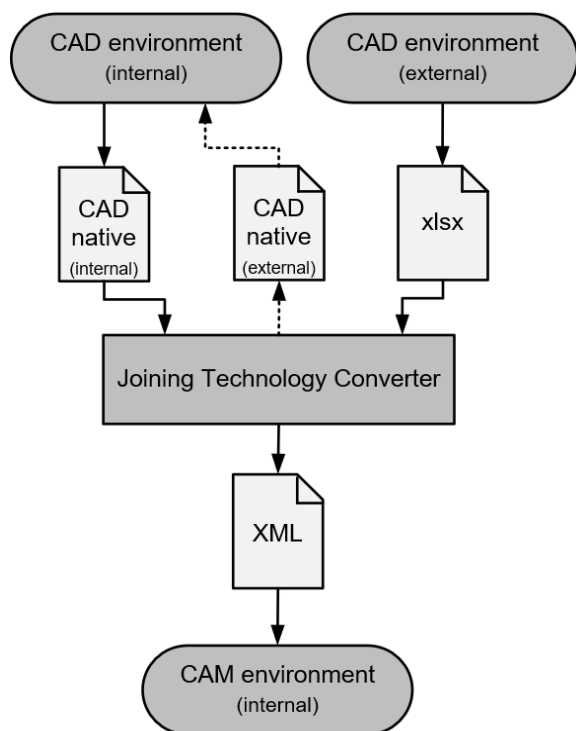 CAD environment
(internal)
CAD environment
(external)
CAD
native
(internal)
CAD
native
(external)
xlsx
Joining Technology Converter
XML
CAM environment
(internal)